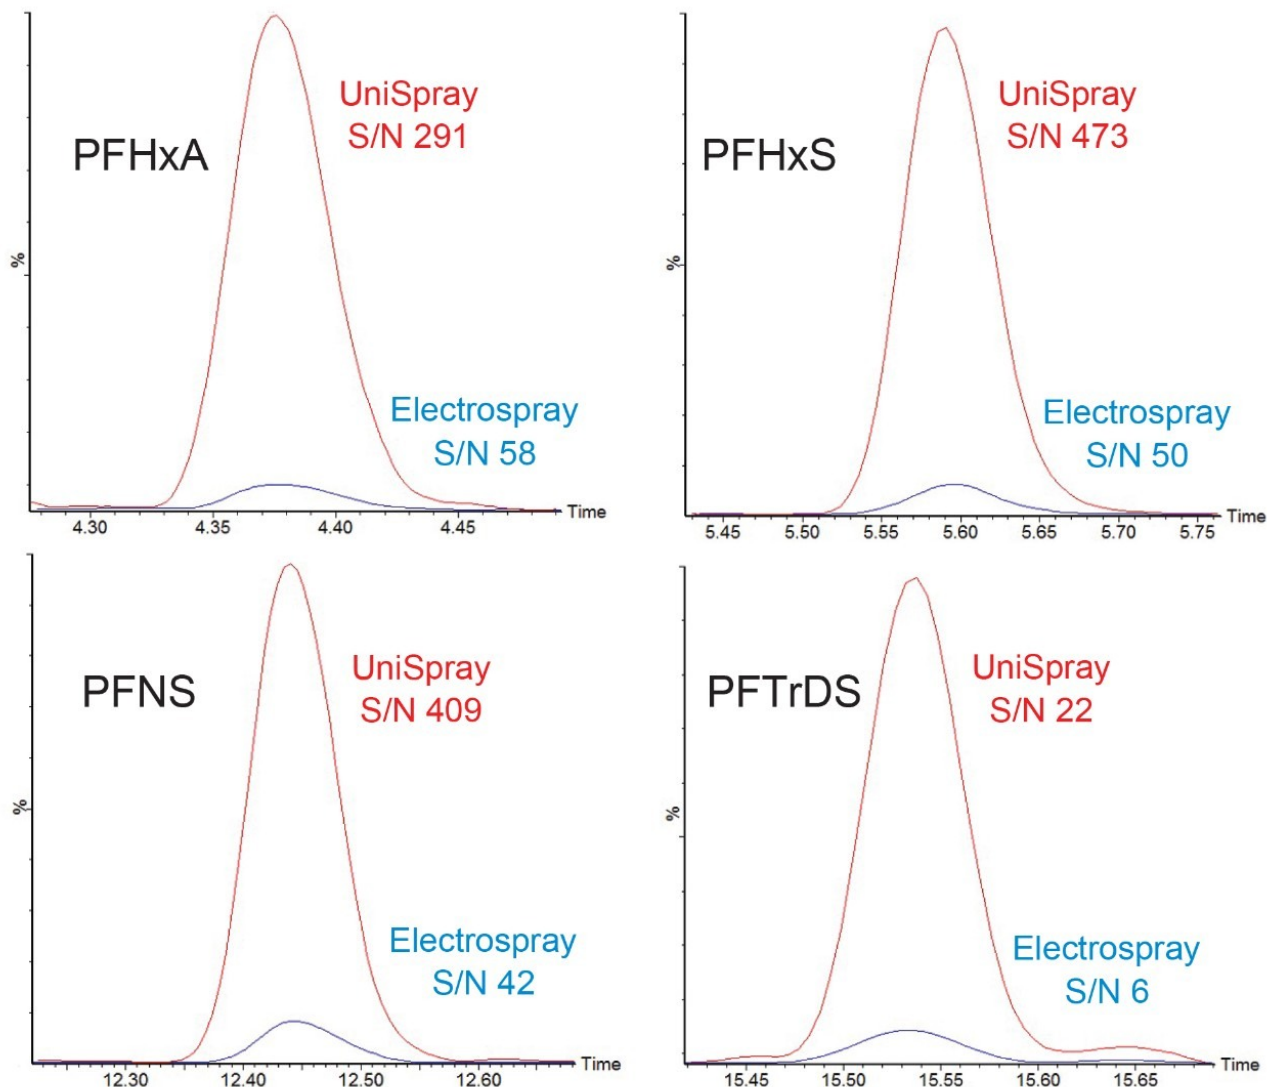 PFHxA
UniSpray
S/N 291
Electrospray
S/N 58
%
4.30 4.35 4.40 4.45 Time
PFHxS
UniSpray
S/N 473
Electrospray
S/N 50
%
5.45 5.50 5.55 5.60 5.65 5.70 5.75 Time
PFNS
UniSpray
S/N 409
Electrospray
S/N 42
%
12.30 12.40 12.50 12.60 Time
PFTrDS
UniSpray
S/N 22
Electrospray
S/N 6
%
15.45 15.50 15.55 15.60 15.65 Time